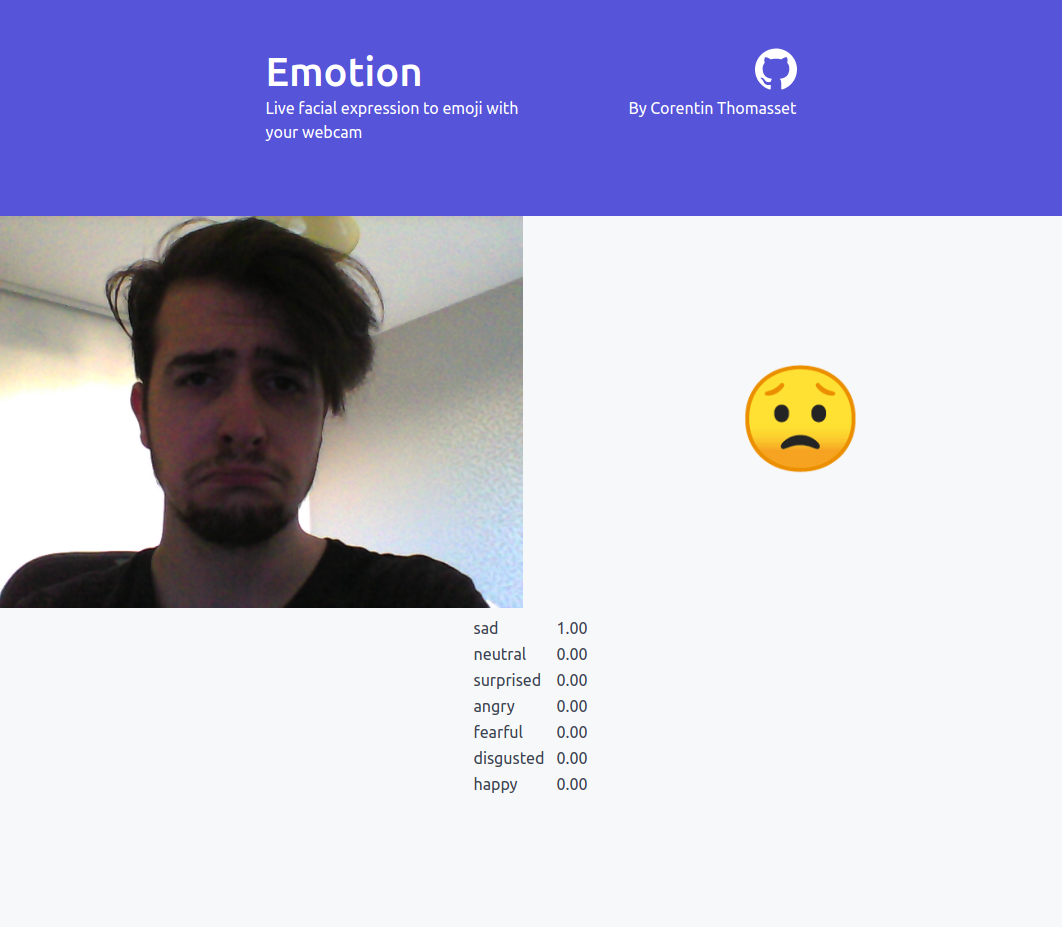 Emotion
Live facial expression to emoji with
your webcam
By Corentin Thomasset
sad 1.00
neutral 0.00
surprised 0.00
angry 0.00
fearful 0.00
disgusted 0.00
happy 0.00